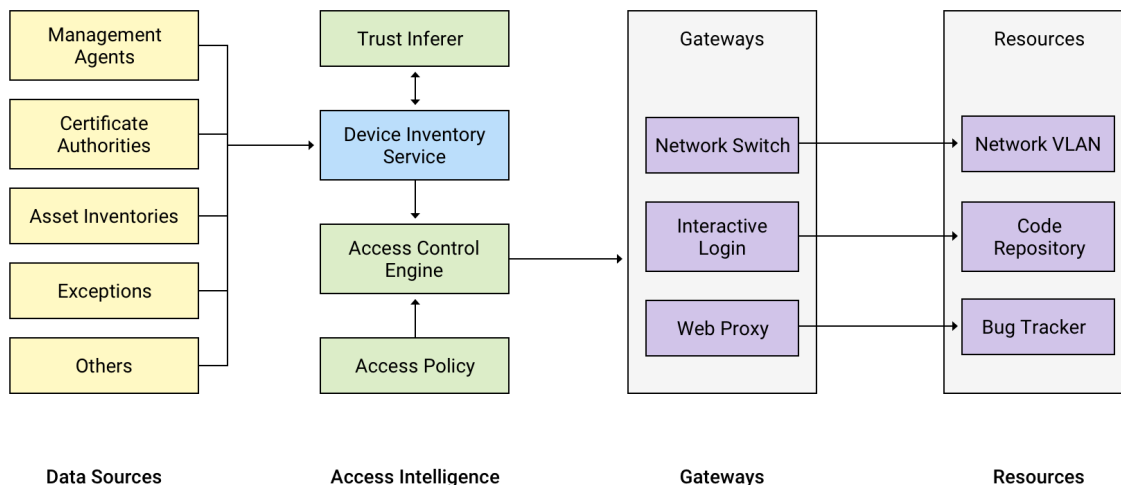 Management
Agents
Certificate
Authorities
Asset Inventories
Exceptions
Others
Trust Inferer
Device Inventory
Service
Access Control
Engine
Access Policy
Gateways
Network Switch
Interactive
Login
Web Proxy
Resources
Network VLAN
Code
Repository
Bug Tracker
Data Sources
Access Intelligence
Gateways
Resources